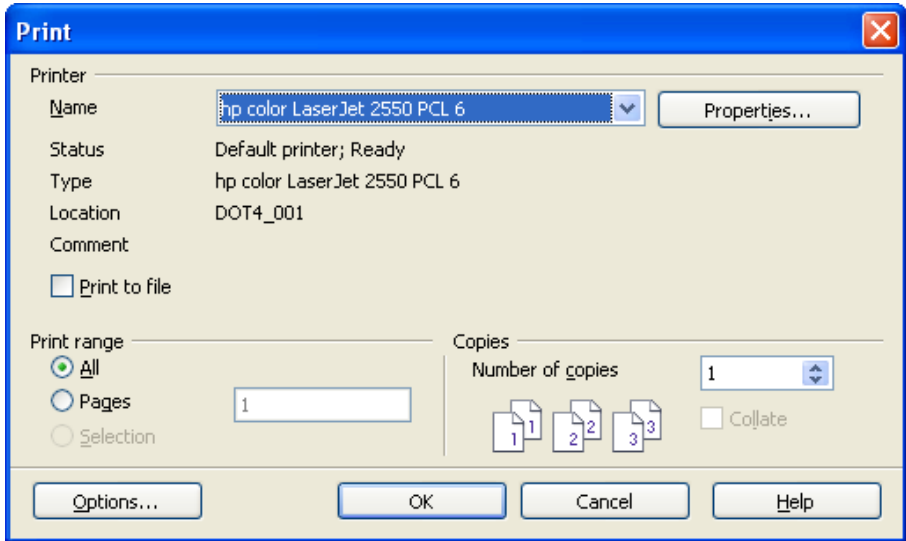 Print
Printer
Name hp color LaserJet 2550 PCL 6 Properties...
Status Default printer; Ready
Type hp color LaserJet 2550 PCL 6
Location DOT4_001
Comment
Print to file
Print range
All
Pages 1
Selection
Copies
Number of copies 1
1 1 2 2 3 3
Collate
Options... OK Cancel Help